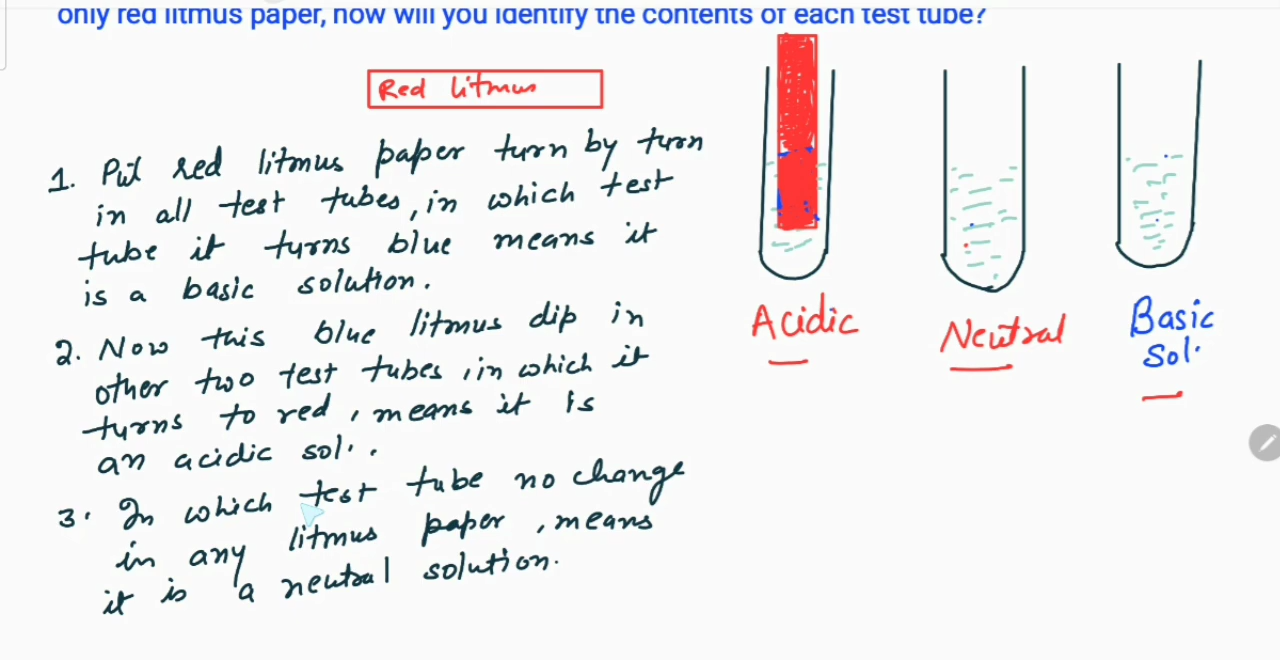 only red litmus paper, how will you identify the contents of each test tube?
Red litmus
1. Put red litmus paper turn by turn
in all test tubes, in which test
tube it turns blue means it
is a basic solution.
2. Now this blue litmus dip in
other two test tubes, in which it
turns to red, means it is
an acidic sol..
3. In which test tube no change
in any litmus paper, means
it is a neutral solution.
Acidic
Neutral
Basic
Sol.